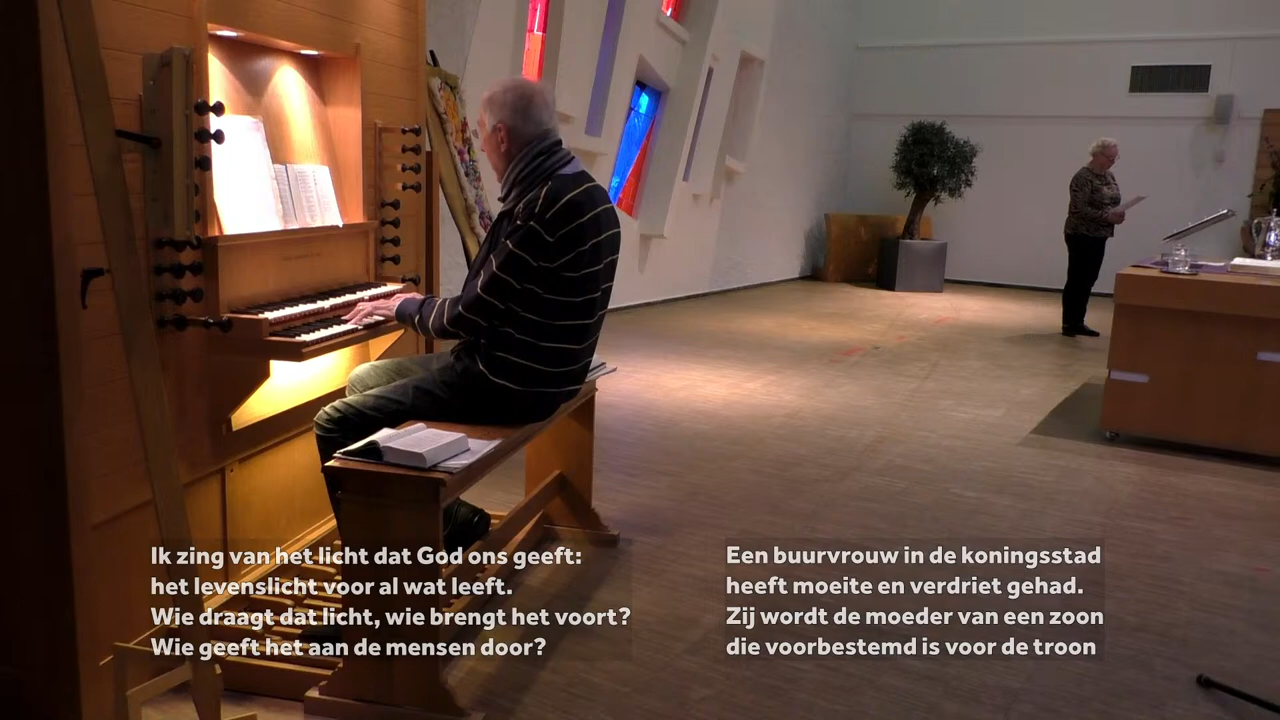 Ik zing van het licht dat God ons geeft:
het levenslicht voor al wat leeft.
Wie draagt dat licht, wie brengt het voort?
Wie geeft het aan de mensen door?
Een buurvrouw in de koningsstad
heeft moeite en verdriet gehad.
Zij wordt de moeder van een zoon
die voorbestemd is voor de troon